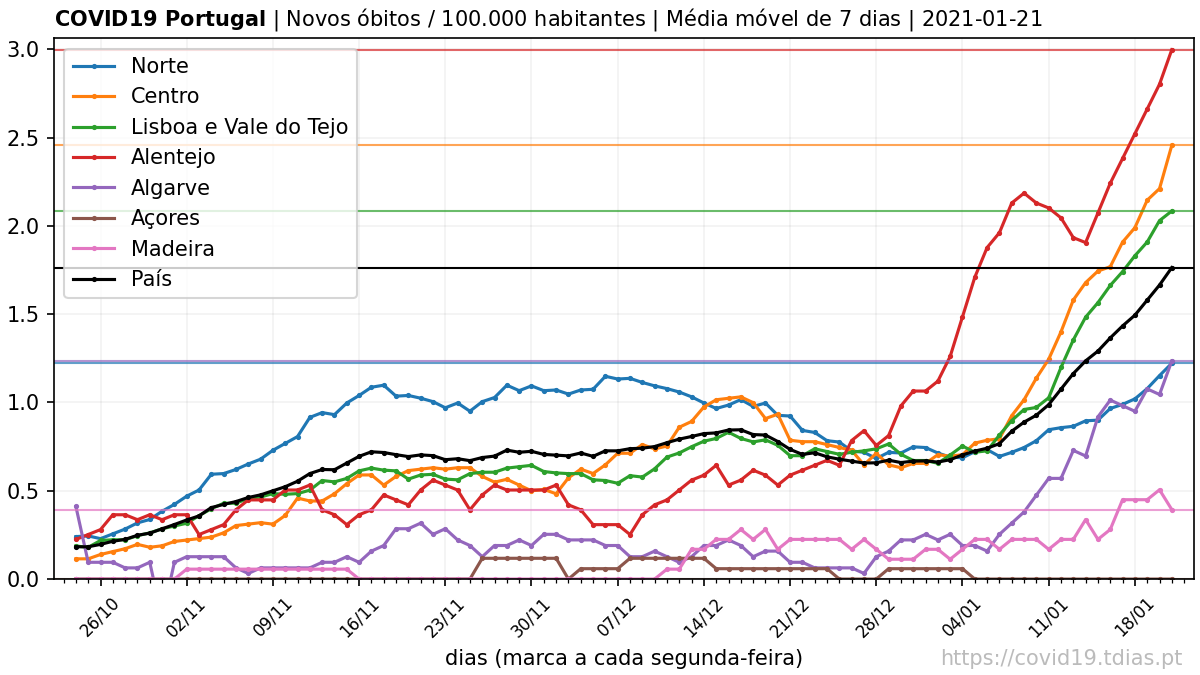 COVID19 Portugal | Novos óbitos / 100.000 habitantes | Média móvel de 7 dias | 2021-01-21
3.0
2.5
2.0
1.5
1.0
0.5
0.0
Norte
Centro
Lisboa e Vale do Tejo
Alentejo
Algarve
Açores
Madeira
País
26/10 02/11 09/11 16/11 23/11 30/11 07/12 14/12 21/12 28/12 04/01 11/01 18/01
dias (marca a cada segunda-feira)
https://covid19.tdias.pt